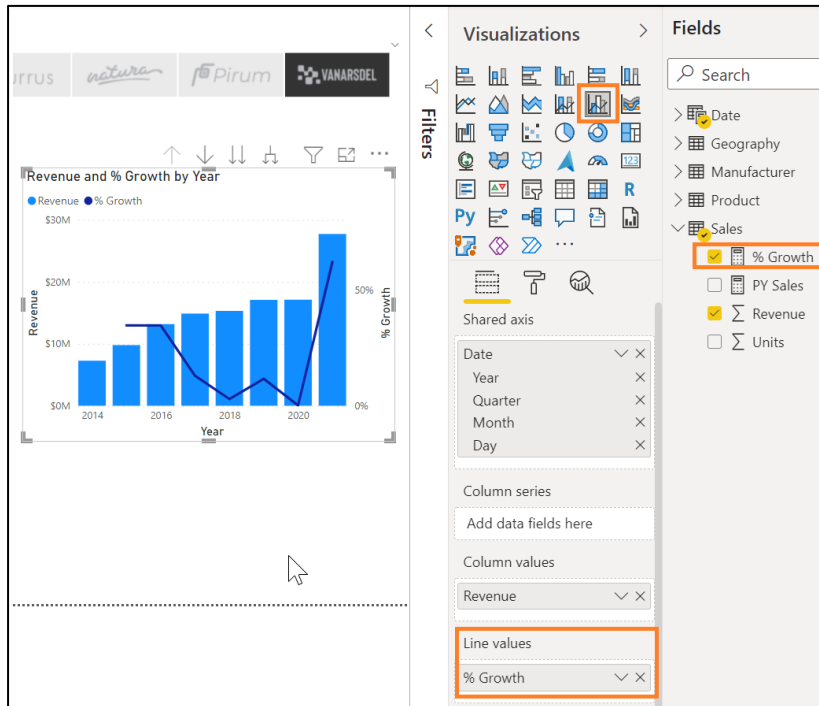 natura
Pirum
VANARSDEL
Revenue and % Growth by Year
Revenue % Growth
$30M
$20M
$10M
$0M
Revenue
50%
0%
% Growth
2014 2016 2018 2020
Year
Filters
Visualizations
123
R
Py
Shared axis
Date
Year
Quarter
Month
Day
Column series
Add data fields here
Column values
Revenue
Line values
% Growth
Fields
Search
Date
Geography
Manufacturer
Product
Sales
% Growth
PY Sales
Revenue
Units